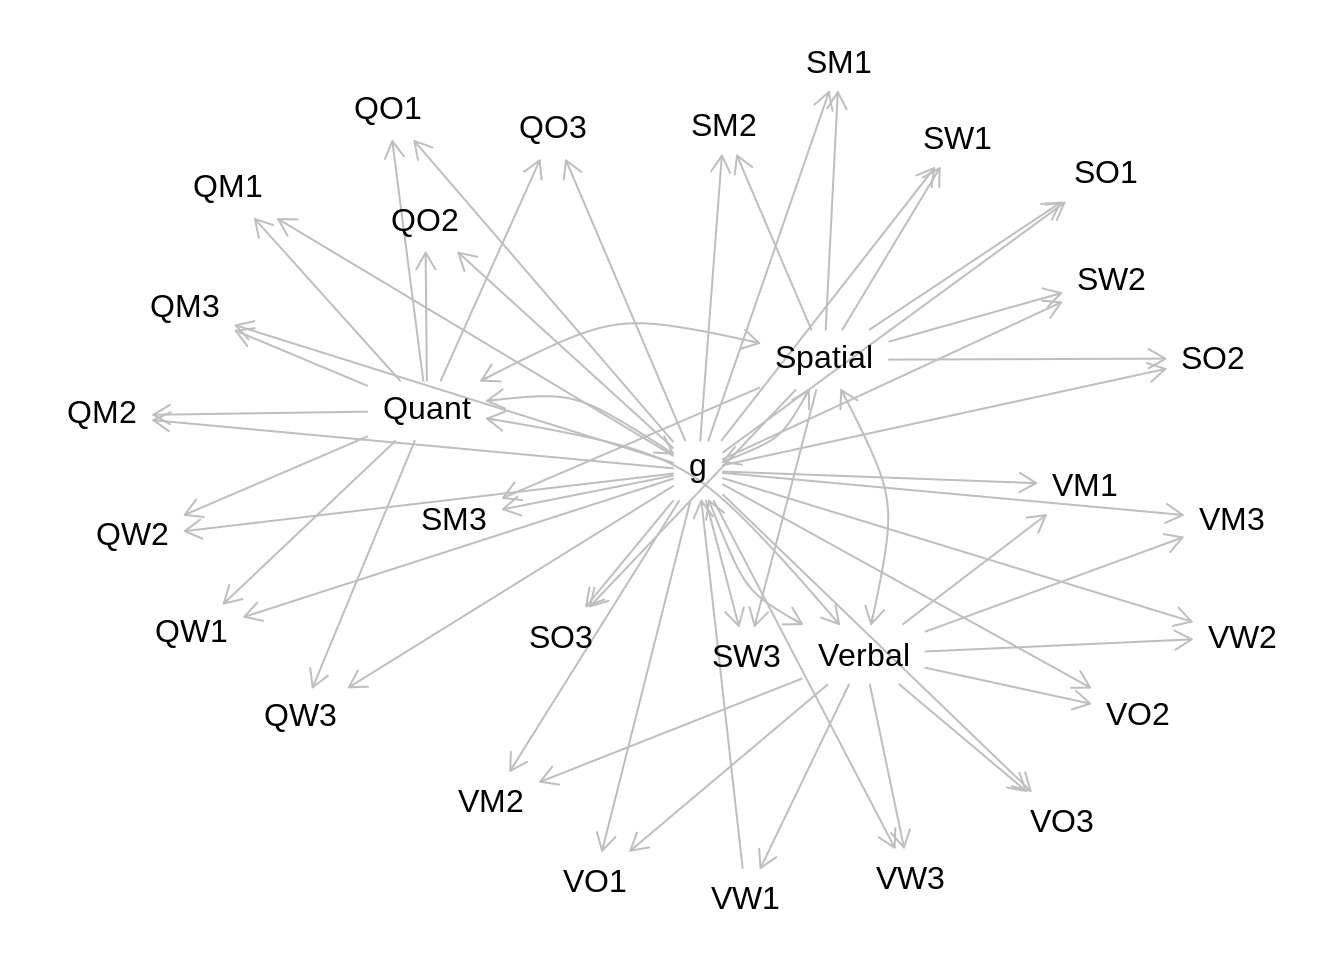 SM1
QO1
QO3
SM2
SW1
SO1
QM1
QO2
SW2
QM3
Spatial
SO2
QM2
Quant
g
VM1
QW2
SM3
VM3
QW1
SO3
SW3
Verbal
VW2
QW3
VO2
VM2
VO3
VO1
VW1
VW3